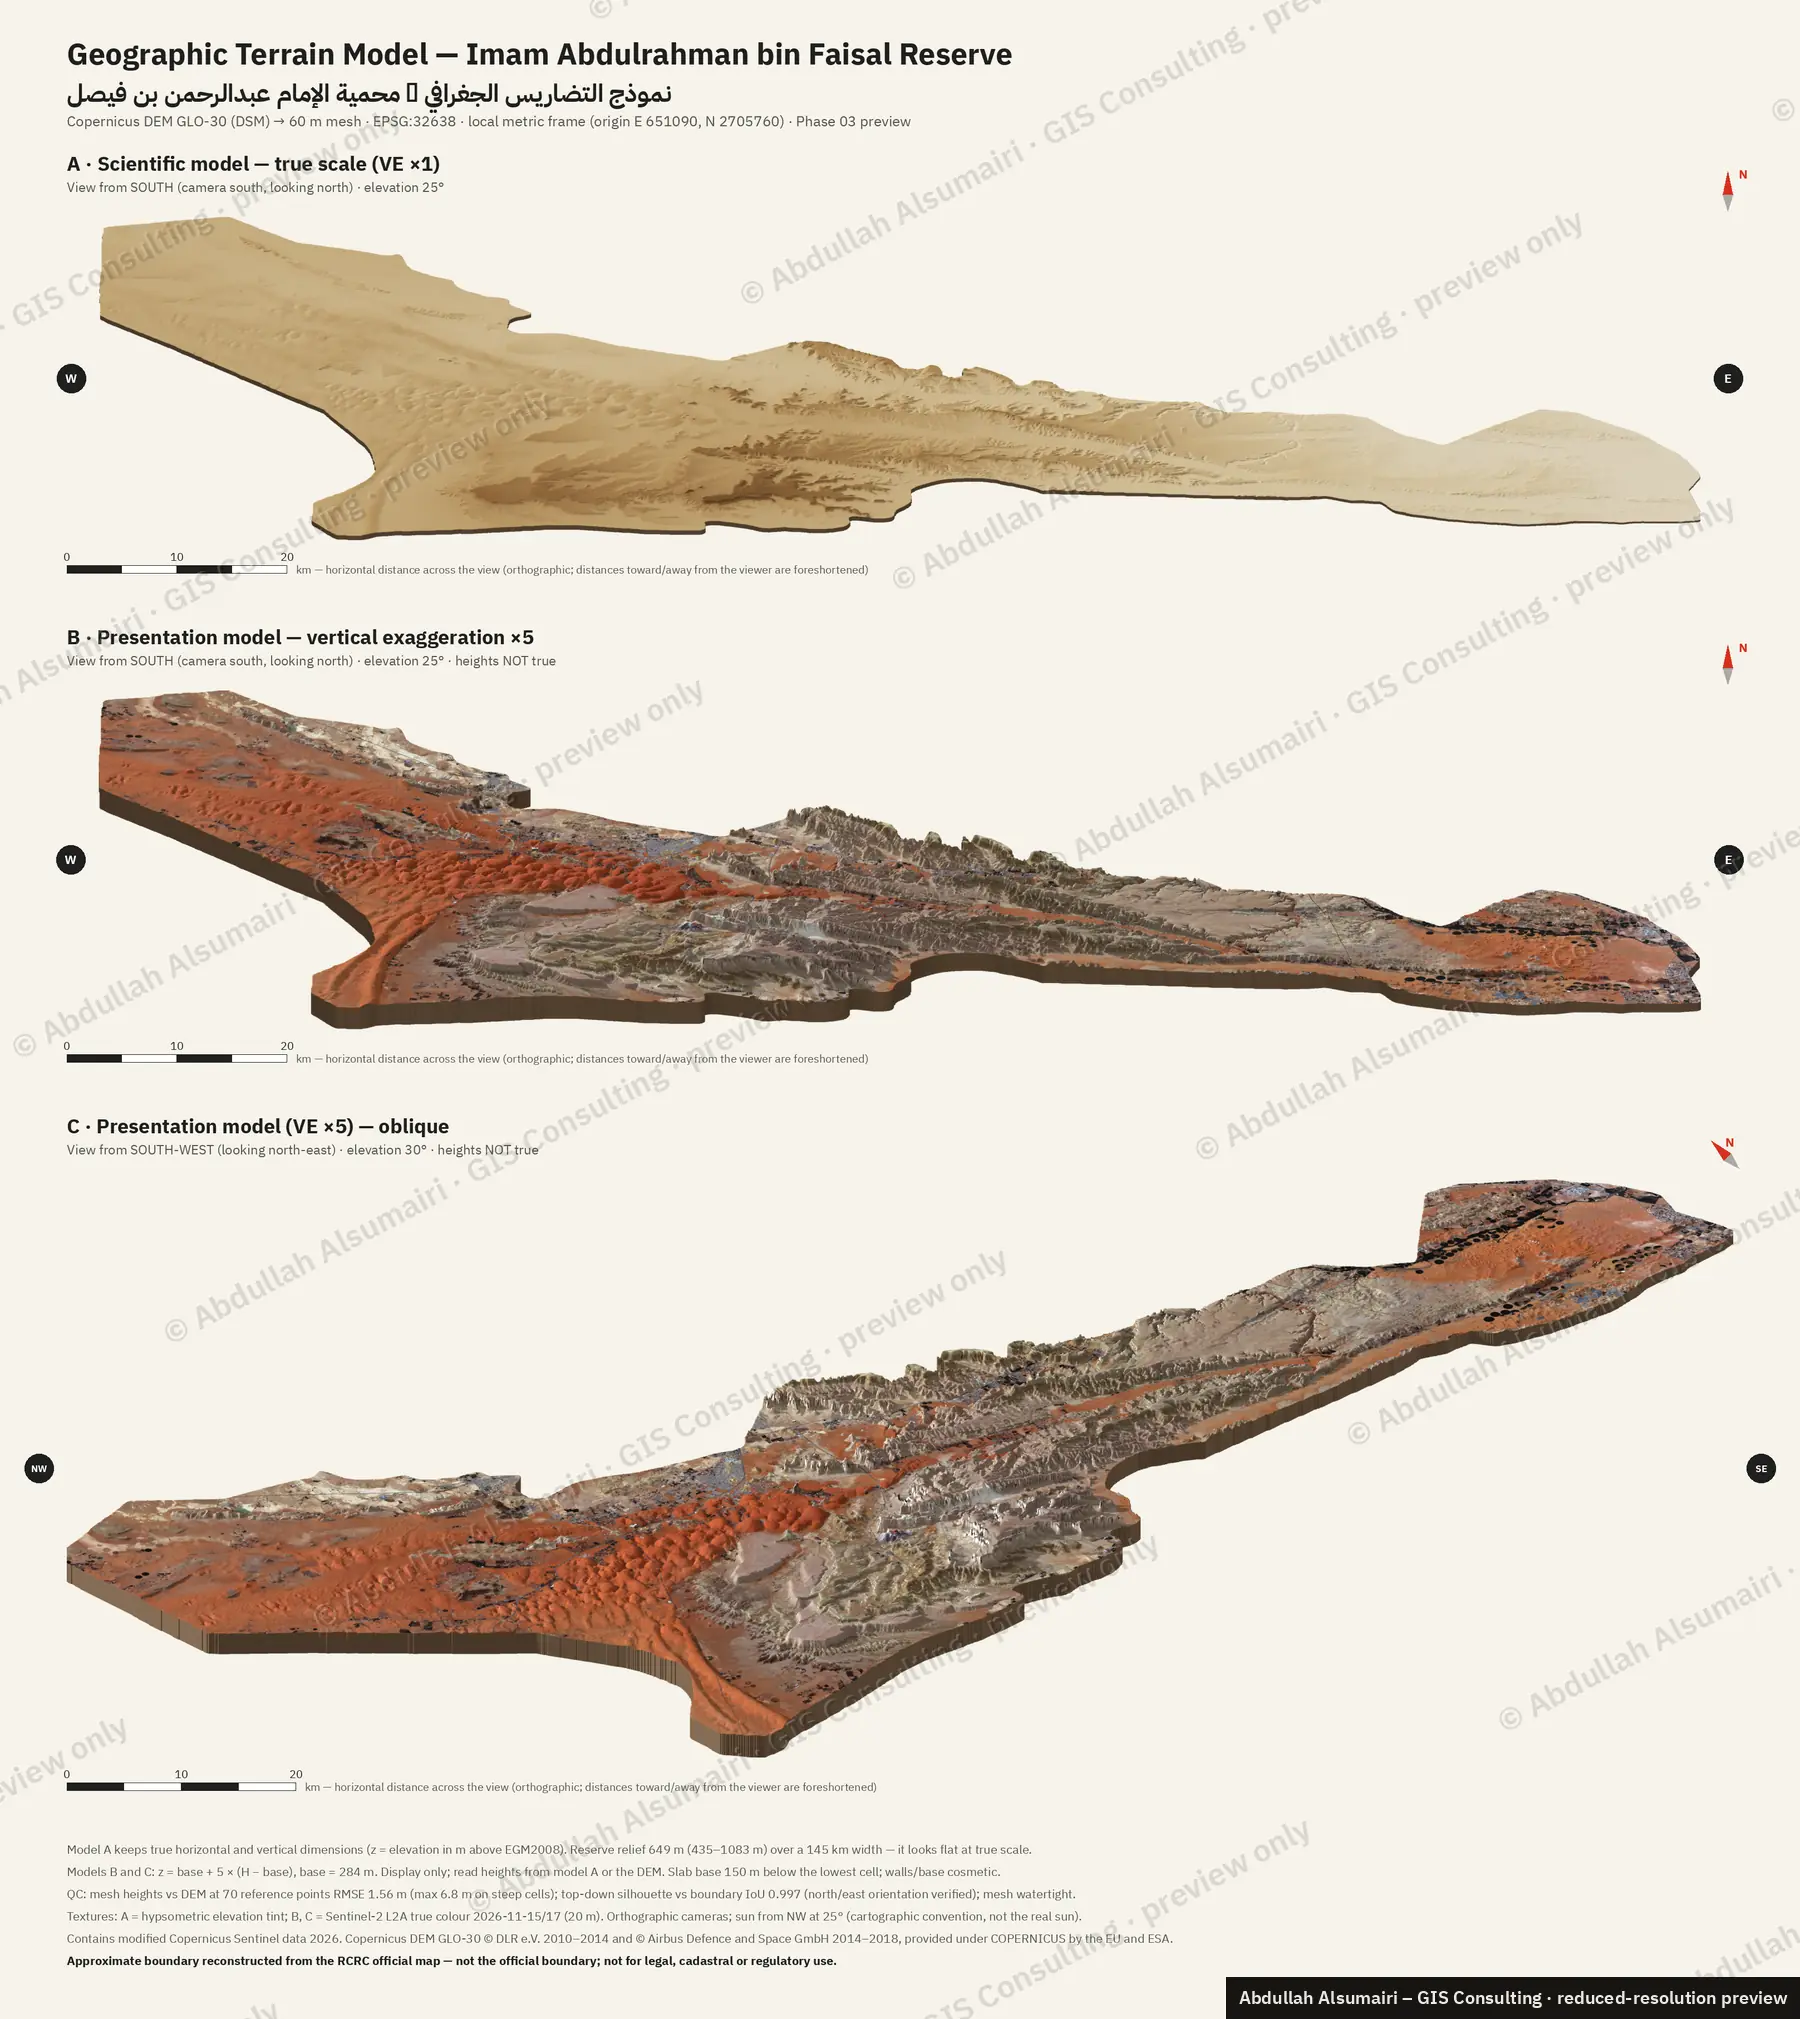 Geographic Terrain Model — Imam Abdulrahman bin Faisal Reserve
نموذج التضاريس الجغرافي ▯ محمية الإمام عبدالرحمن بن فيصل
Copernicus DEM GLO-30 (DSM) → 60 m mesh · EPSG:32638 · local metric frame (origin E 651090, N 2705760) · Phase 03 preview
A · Scientific model — true scale (VE ×1)
View from SOUTH (camera south, looking north) · elevation 25°
N
W
E
0 10 20
km — horizontal distance across the view (orthographic; distances toward/away from the viewer are foreshortened)
B · Presentation model — vertical exaggeration ×5
View from SOUTH (camera south, looking north) · elevation 25° · heights NOT true
N
W
E
0 10 20
km — horizontal distance across the view (orthographic; distances toward/away from the viewer are foreshortened)
C · Presentation model (VE ×5) — oblique
View from SOUTH-WEST (looking north-east) · elevation 30° · heights NOT true
N
NW
SE
0 10 20
km — horizontal distance across the view (orthographic; distances toward/away from the viewer are foreshortened)
Model A keeps true horizontal and vertical dimensions (z = elevation in m above EGM2008). Reserve relief 649 m (435–1083 m) over a 145 km width — it looks flat at true scale.
Models B and C: z = base + 5 × (H − base), base = 284 m. Display only; read heights from model A or the DEM. Slab base 150 m below the lowest cell; walls/base cosmetic.
QC: mesh heights vs DEM at 70 reference points RMSE 1.56 m (max 6.8 m on steep cells); top-down silhouette vs boundary IoU 0.997 (north/east orientation verified); mesh watertight.
Textures: A = hypsometric elevation tint; B, C = Sentinel-2 L2A true colour 2026-11-15/17 (20 m). Orthographic cameras; sun from NW at 25° (cartographic convention, not the real sun).
Contains modified Copernicus Sentinel data 2026. Copernicus DEM GLO-30 © DLR e.V. 2010–2014 and © Airbus Defence and Space GmbH 2014–2018, provided under COPERNICUS by the EU and ESA.
Approximate boundary reconstructed from the RCRC official map — not the official boundary; not for legal, cadastral or regulatory use.
Abdullah Alsumairi – GIS Consulting · reduced-resolution preview
© Abdullah Alsumairi · GIS Consulting · preview only